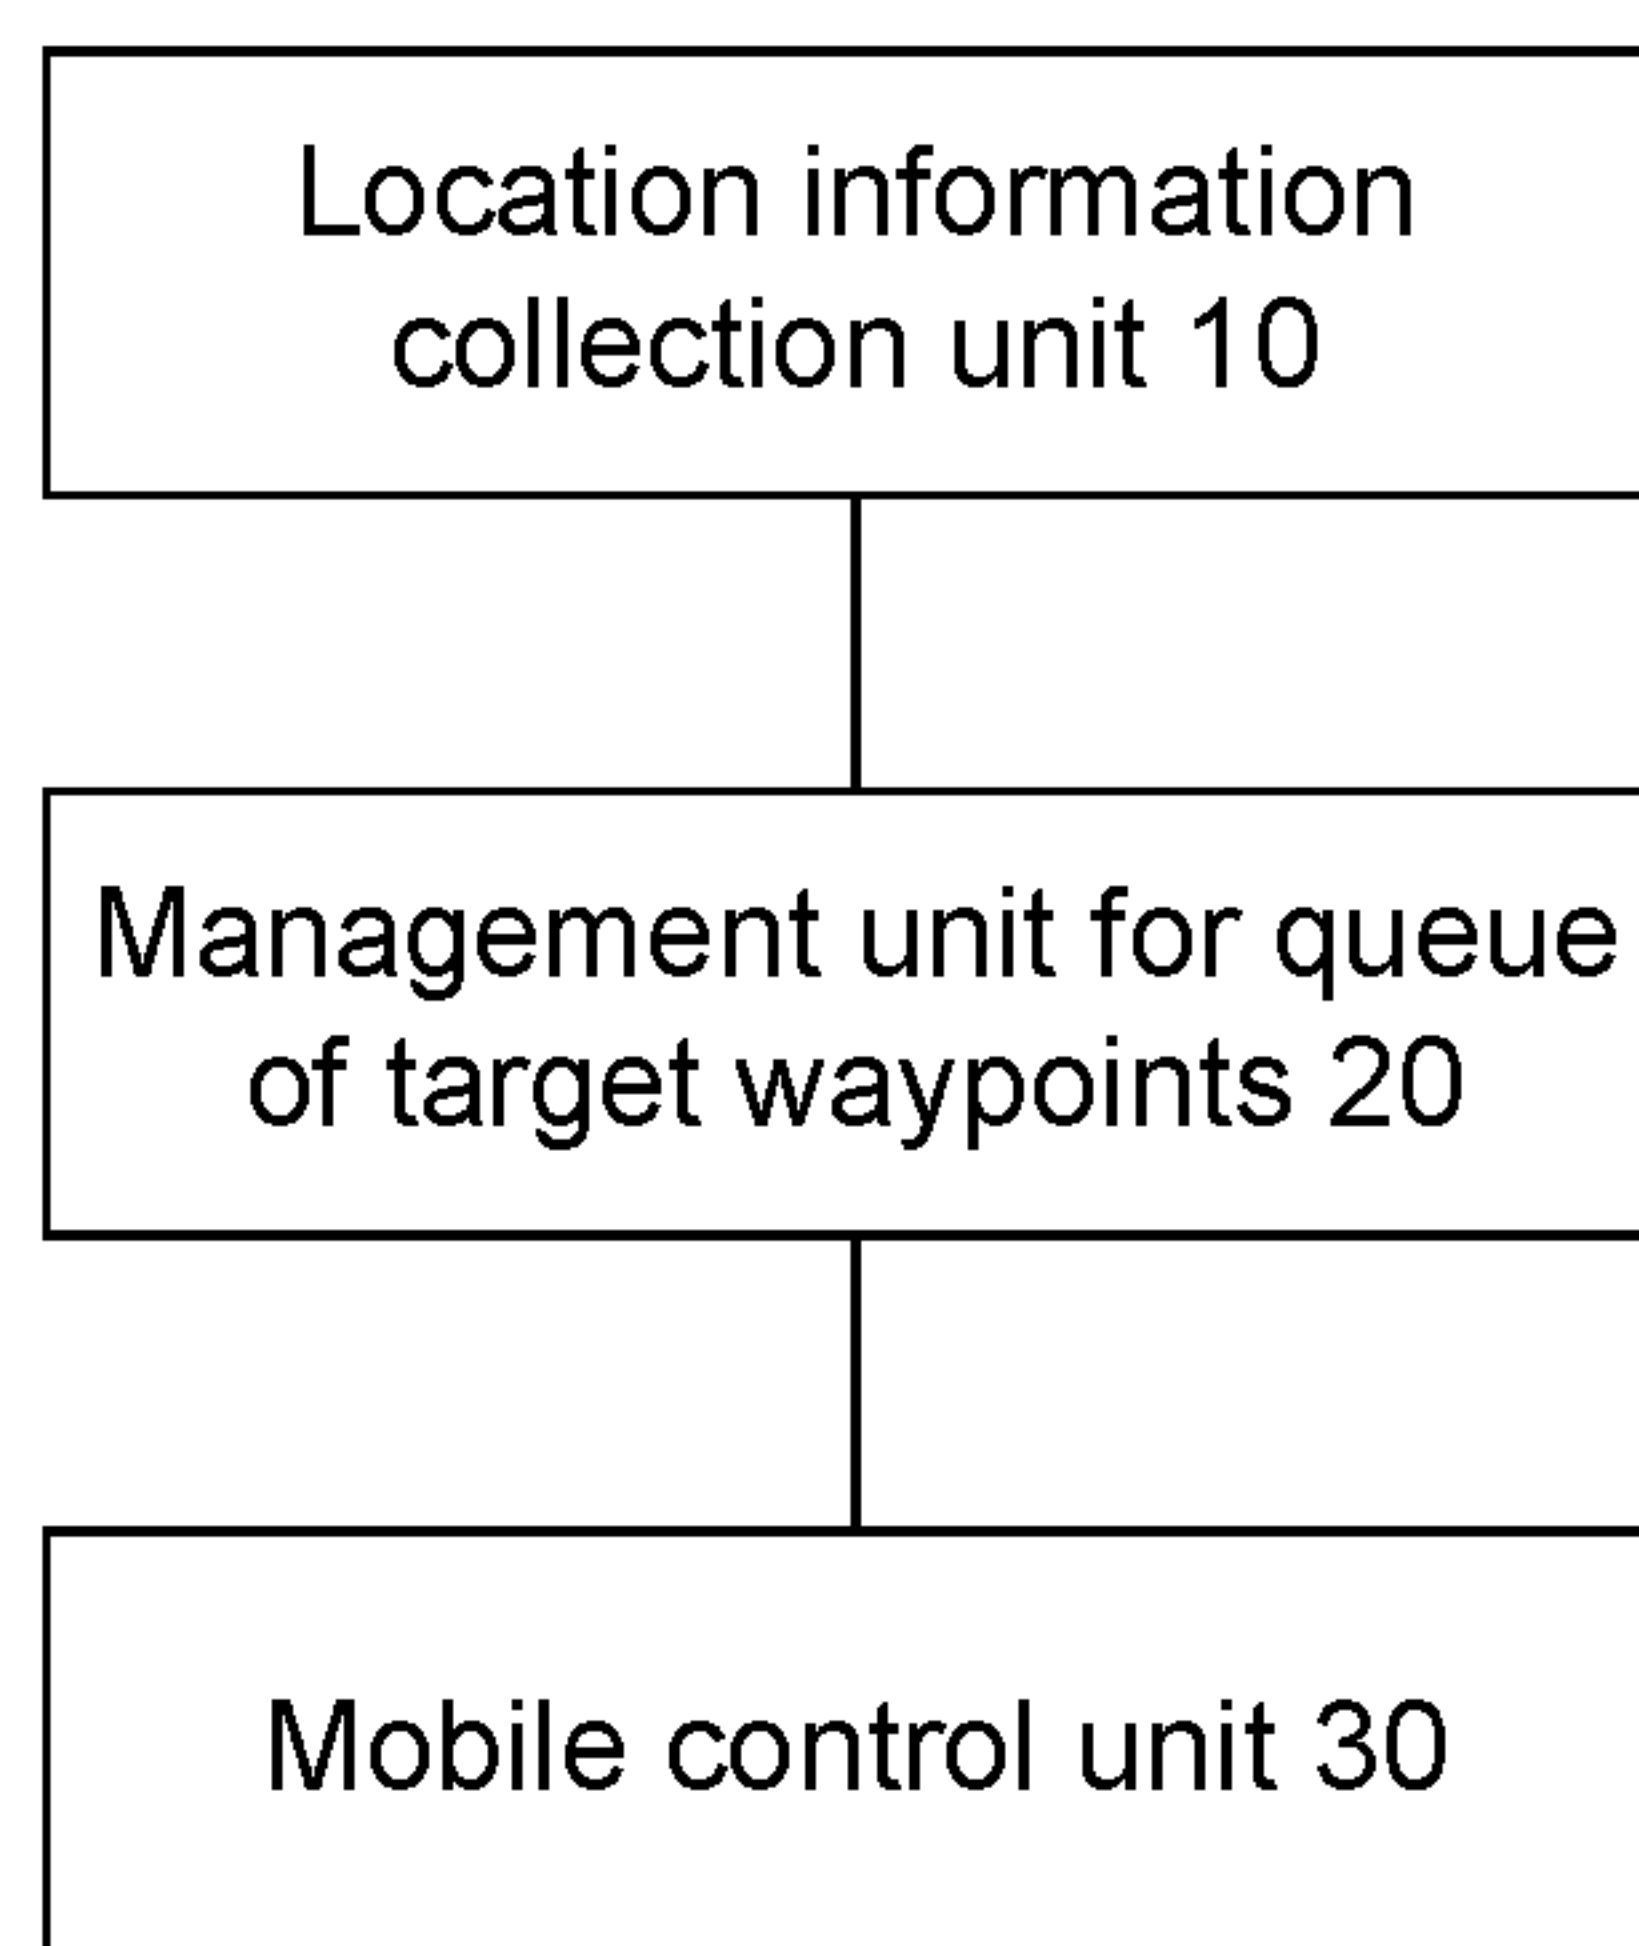 Location information
collection unit 10
Management unit for queue
of target waypoints 20
Mobile control unit 30